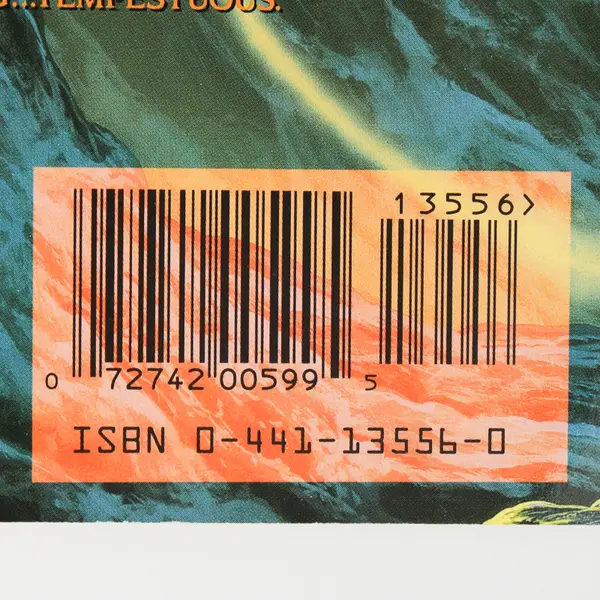 ...TEMPESTUOUS.
13556>
0 72742 00599 5
ISBN 0-441-13556-0